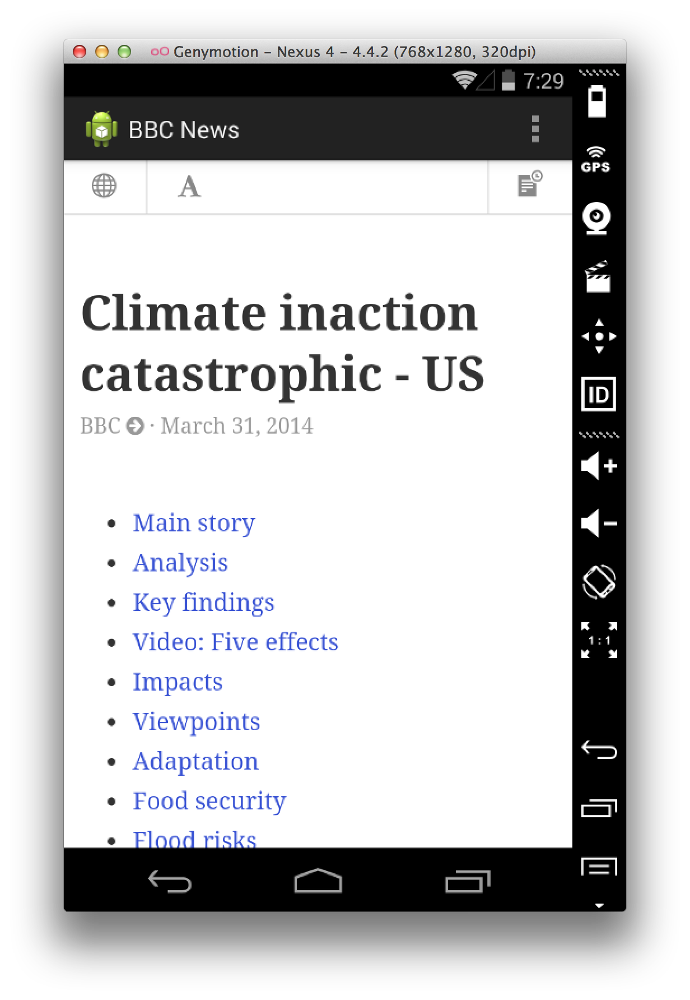 Genymotion – Nexus 4 – 4.4.2 (768x1280, 320dpi)
7:29
BBC News
GPS
A
Climate inaction
catastrophic - US
BBC · March 31, 2014
ID
Main story
Analysis
Key findings
Video: Five effects
1 : 1
Impacts
Viewpoints
Adaptation
Food security
Flood risks